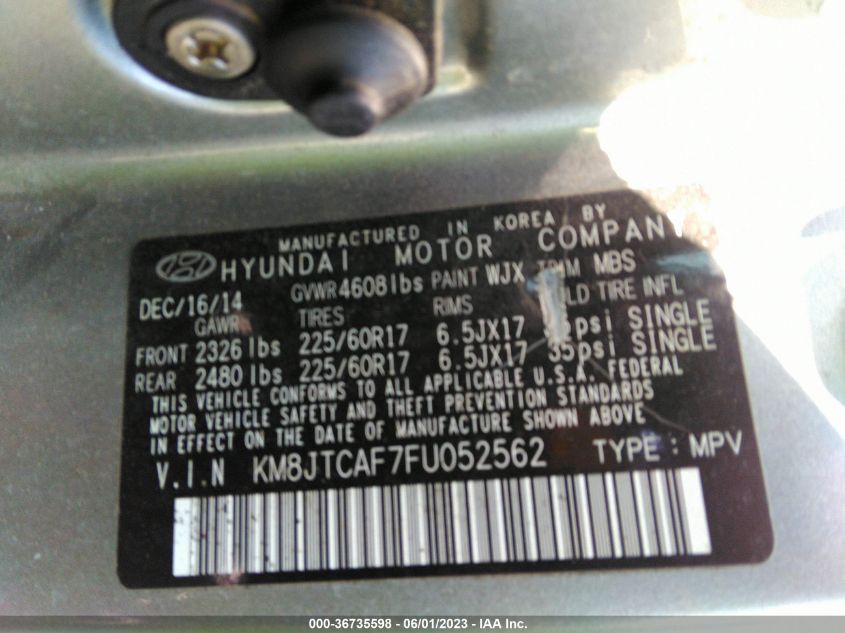 MANUFACTURED IN KOREA BY
HYUNDAI MOTOR COMPANY
DEC/16/14 GVWR 4608 lbs PAINT WJX MBS
GAWR TIRES RIMS TIRE INFL
FRONT 2326 lbs 225/60R17 6.5JX17 psi SINGLE
REAR 2480 lbs 225/60R17 6.5JX17 35psi SINGLE
THIS VEHICLE CONFORMS TO ALL APPLICABLE U.S.A. FEDERAL
MOTOR VEHICLE SAFETY AND THEFT PREVENTION STANDARDS
IN EFFECT ON THE DATE OF MANUFACTURE SHOWN ABOVE
V.I.N KM8JTCAF7FU052562 TYPE : MPV
000-36735598 - 06/01/2023 - IAA Inc.